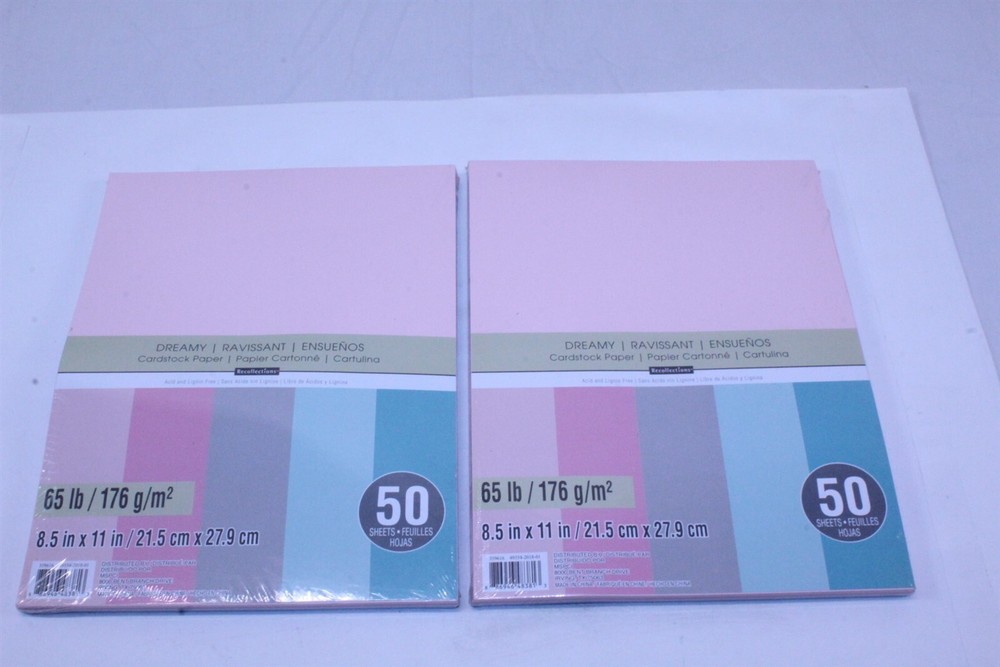 DREAMY | RAVISSANT | ENSUEÑOS
Cardstock Paper | Papier Cartonné | Cartulina
Recollections®
Acid and Lignin Free | Sans Acide cin Lignine | Libre de Ácidos y Lignina
65 lb / 176 g/m²
50
SHEETS • FEUILLES
HOJAS
8.5 in x 11 in / 21.5 cm x 27.9 cm
DREAMY | RAVISSANT | ENSUEÑOS
Cardstock Paper | Papier Cartonné | Cartulina
Recollections®
Acid and Lignin Free | Sans Acide cin Lignine | Libre de Ácidos y Lignina
65 lb / 176 g/m²
50
SHEETS • FEUILLES
HOJAS
8.5 in x 11 in / 21.5 cm x 27.9 cm